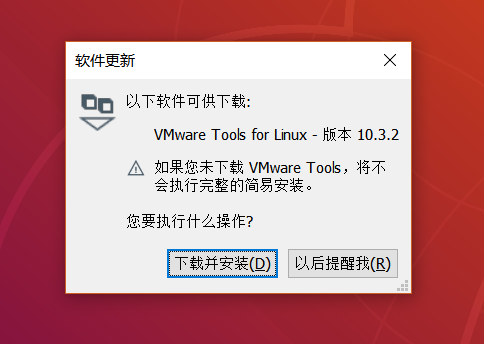 软件更新
以下软件可供下载:
VMware Tools for Linux - 版本 10.3.2
如果您未下载 VMware Tools，将不
会执行完整的简易安装。
您要执行什么操作?
下载并安装(D)
以后提醒我(R)